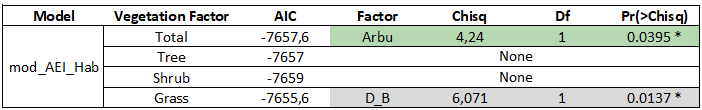 Model Vegetation Factor AIC Factor Chisq Df Pr(>Chisq)
mod_AEI_Hab Total -7657,6 Arbu 4,24 1 0.0395 *
Tree -7657 None
Shrub -7659 None
Grass -7655,6 D_B 6,071 1 0.0137 *